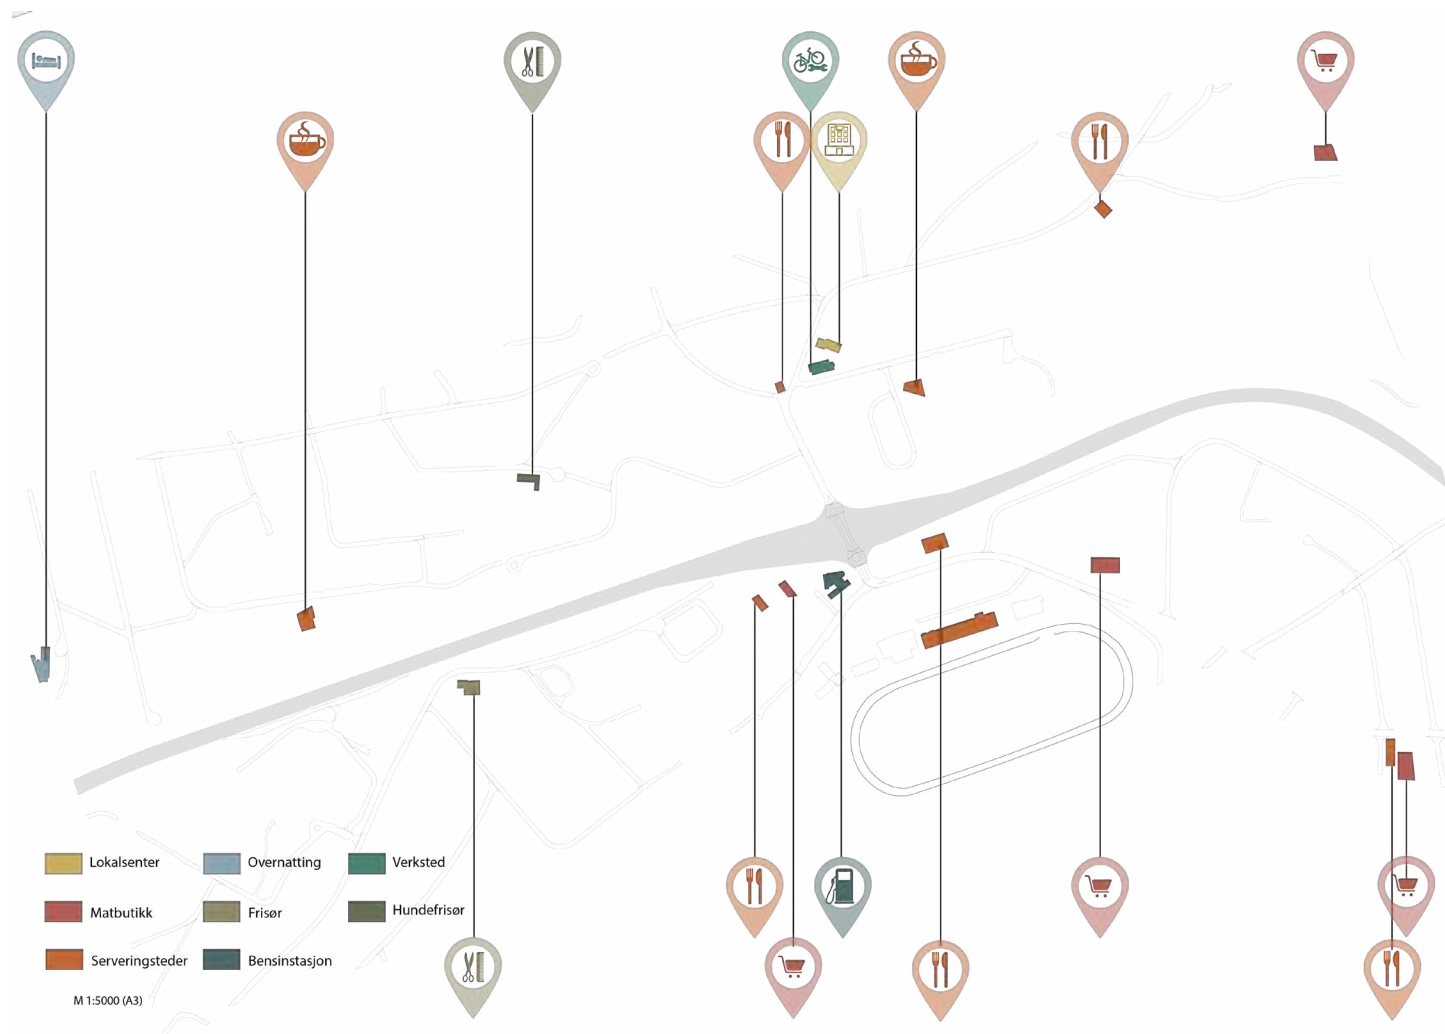 Lokalsenter
Overnatting
Verksted
Matbutikk
Frisør
Hundefrisør
Serveringsteder
Bensinstasjon
M 1:5000 (A3)